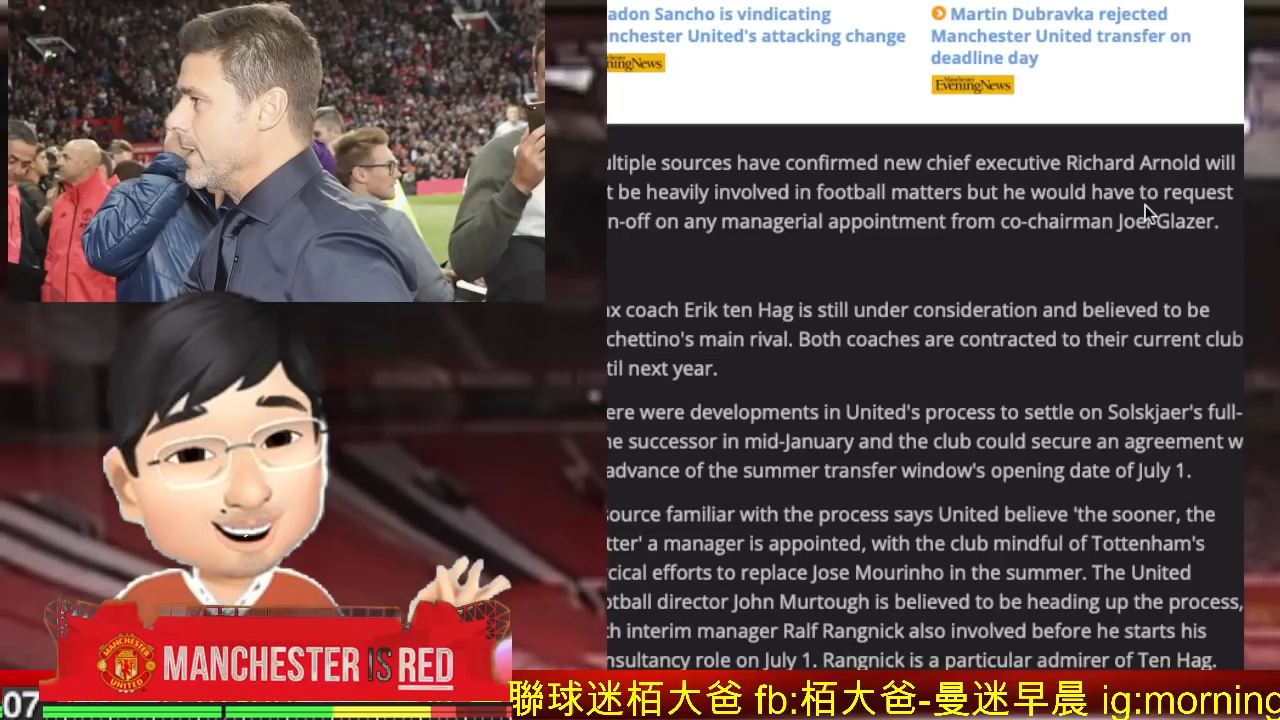 adon Sancho is vindicating
nchester United's attacking change
ningNews
Martin Dubravka rejected
Manchester United transfer on
deadline day
Manchester
EveningNews
ultiple sources have confirmed new chief executive Richard Arnold will
t be heavily involved in football matters but he would have to request
n-off on any managerial appointment from co-chairman Joel Glazer.
ax coach Erik ten Hag is still under consideration and believed to be
chettino's main rival. Both coaches are contracted to their current club
til next year.
ere were developments in United's process to settle on Solskjaer's full-
ne successor in mid-January and the club could secure an agreement w
advance of the summer transfer window's opening date of July 1.
source familiar with the process says United believe 'the sooner, the
tter' a manager is appointed, with the club mindful of Tottenham's
rcical efforts to replace Jose Mourinho in the summer. The United
otball director John Murtough is believed to be heading up the process,
th interim manager Ralf Rangnick also involved before he starts his
nsultancy role on July 1. Rangnick is a particular admirer of Ten Hag.
MANCHESTER
UNITED
MANCHESTER IS RED
07
聯球迷栢大爸 fb:栢大爸-曼迷早晨 ig:morning